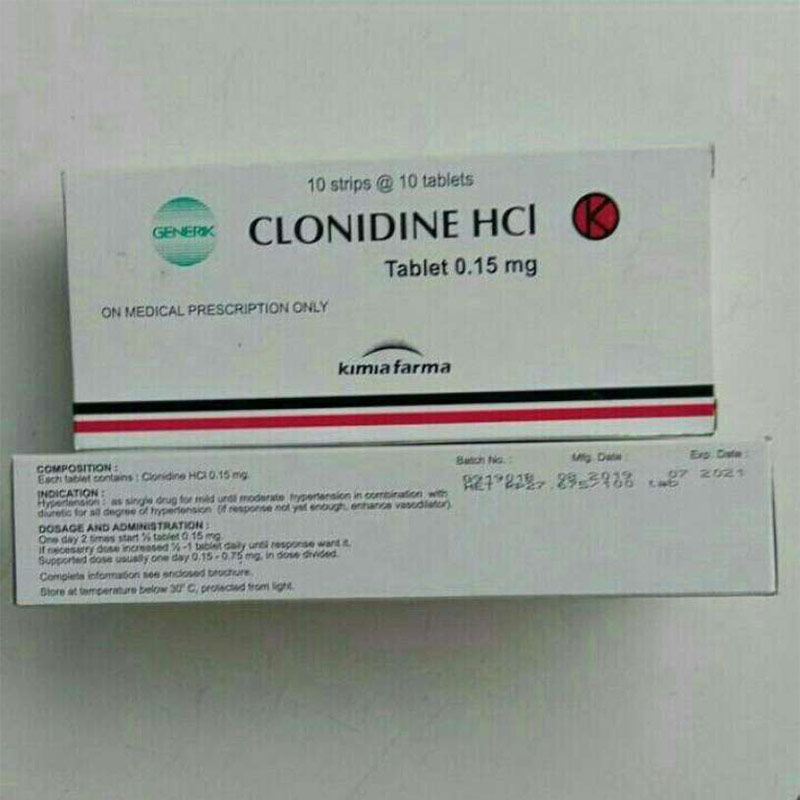 10 strips @ 10 tablets
GENERIK
CLONIDINE HCl
K
Tablet 0.15 mg
ON MEDICAL PRESCRIPTION ONLY
kimia farma
COMPOSITION :
Each tablet contains : Clonidine HCl 0.15 mg.
INDICATION :
Hypertension : as single drug for mild until moderate hypertension in combination with
diuretic for all degree of hypertension (if response not yet enough, enhance vasodilator).
DOSAGE AND ADMINISTRATION :
One day 2 times start ½ tablet 0.15 mg.
If necesarry dose increased ½ -1 tablet daily until response want it.
Supported dose usually one day 0.15 - 0.75 mg, in dose divided.
Complete information see enclosed brochure.
Store at temperature below 30° C, protected from light.
Batch No. : Mfg. Date : Exp. Date :
2019 07 2021